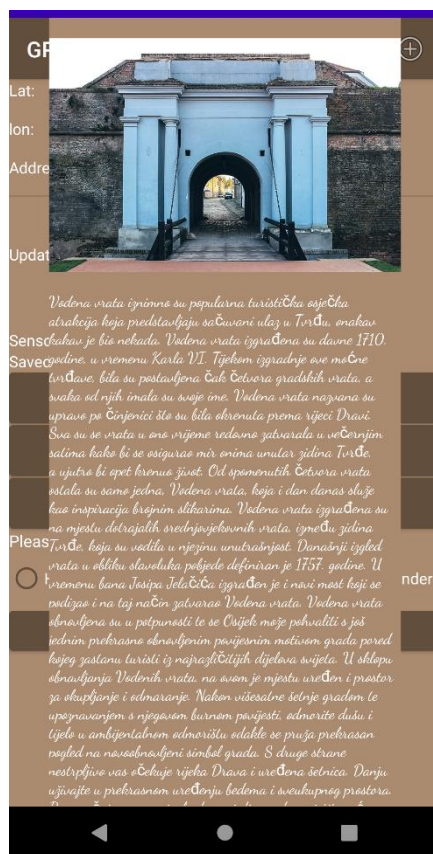 GP
Lat:
lon:
Addre
Updat
Senso
Saved
Pleas
nder
Vodena vrata iznimno su popularna turistička osječka
atrakcija koja predstavljaju sačuvani ulaz u Tvrđu, onakav
kakav je bio nekada. Vodena vrata izgrađena su davne 1710.
godine, u vremenu Karla VI. Tijekom izgradnje ove moćne
tvrđave, bila su postavljena čak četvora gradskih vrata, a
svaka od njih imala su svoje ime. Vodena vrata nazvana su
upravo po činjenici što su bila okrenuta prema rijeci Dravi.
Sva su se vrata u ono vrijeme redovno zatvarala u večernjim
satima kako bi se osigurao mir onima unutar zidina Tvrđe,
a ujutro bi opet krenuo život. Od spomenutih četvora vrata
ostala su samo jedna, Vodena vrata, koja i dan danas služe
kao inspiracija brojnim slikarima. Vodena vrata izgrađena su
na mjestu dotrajalih srednjovjekovnih vrata, između zidina
Tvrđe, koja su vodila u njezinu unutrašnjost. Današnji izgled
vrata u obliku slavoluka pobjede definiran je 1757. godine. U
vremenu bana Josipa Jelačića izgrađen je i novi most koji se
podizao i na taj način zatvarao Vodena vrata. Vodena vrata
obnovljena su u potpunosti te se Osijek može pohvaliti s još
jednim prekrasno obnovljenim povijesnim motivom grada pored
kojeg zastanu turisti iz najrazličitijih dijelova svijeta. U sklopu
obnavljanja Vodenih vrata, na ovom je mjestu uređen i prostor
za okupljanje i odmaranje. Nakon višesatne šetnje gradom te
upoznavanjem s njegovom burnom povijesti, odmorite dušu i
tijelo u ambijentalnom odmorištu odakle se pruža prekrasan
pogled na novoobnovljeni simbol grada. S druge strane
nestrpljivo vas očekuje rijeka Drava i uređena šetnica. Danju
uživajte u prekrasnom uređenju bedema i sveukupnog prostora.